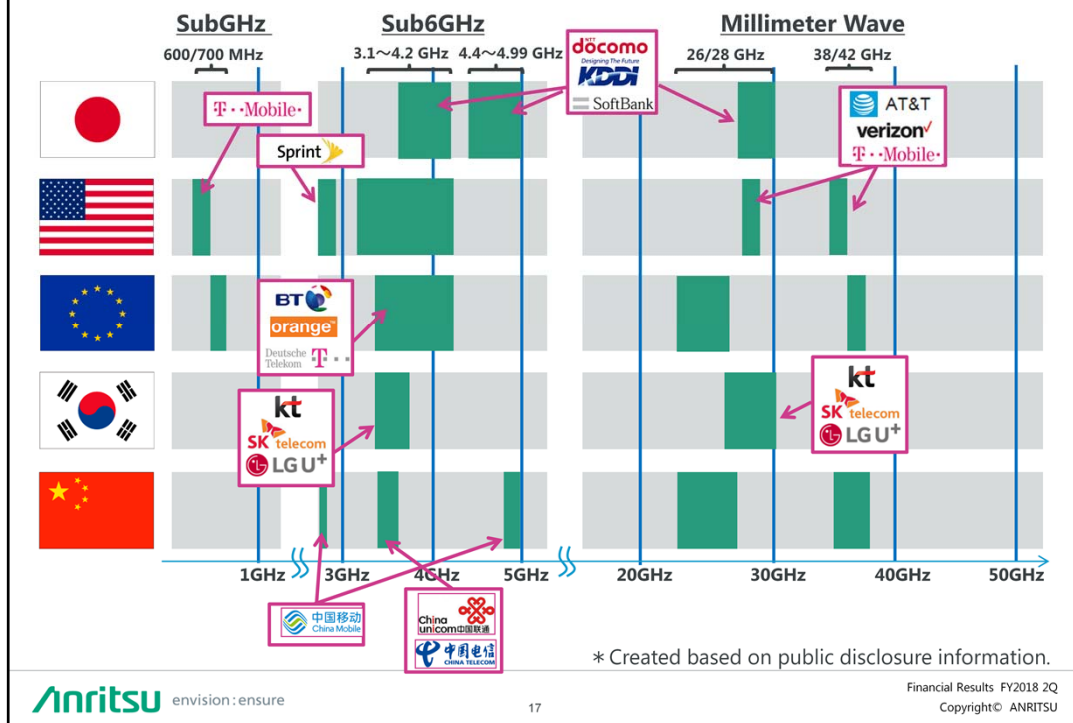 SubGHz
Sub6GHz
Millimeter Wave
600/700 MHz
3.1～4.2 GHz
4.4～4.99 GHz
26/28 GHz
38/42 GHz
NTT
döcomo
Designing The Future
KDDI
SoftBank
AT&T
verizon✓
T··Mobile·
T··Mobile·
Sprint
BT
orange™
Deutsche
Telekom
T···
kt
SK telecom
LG U+
kt
SK telecom
LG U+
1GHz
3GHz
4GHz
5GHz
20GHz
30GHz
40GHz
50GHz
中国移动
China Mobile
China
unicom中国联通
中国电信
CHINA TELECOM
＊Created based on public disclosure information.
Anritsu envision : ensure
17
Financial Results FY2018 2Q
Copyright© ANRITSU